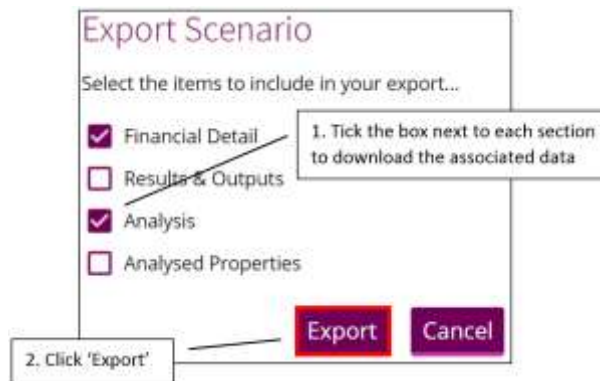 Export Scenario
Select the items to include in your export...
Financial Detail
1. Tick the box next to each section
to download the associated data
Results & Outputs
Analysis
Analysed Properties
Export
Cancel
2. Click ‘Export’